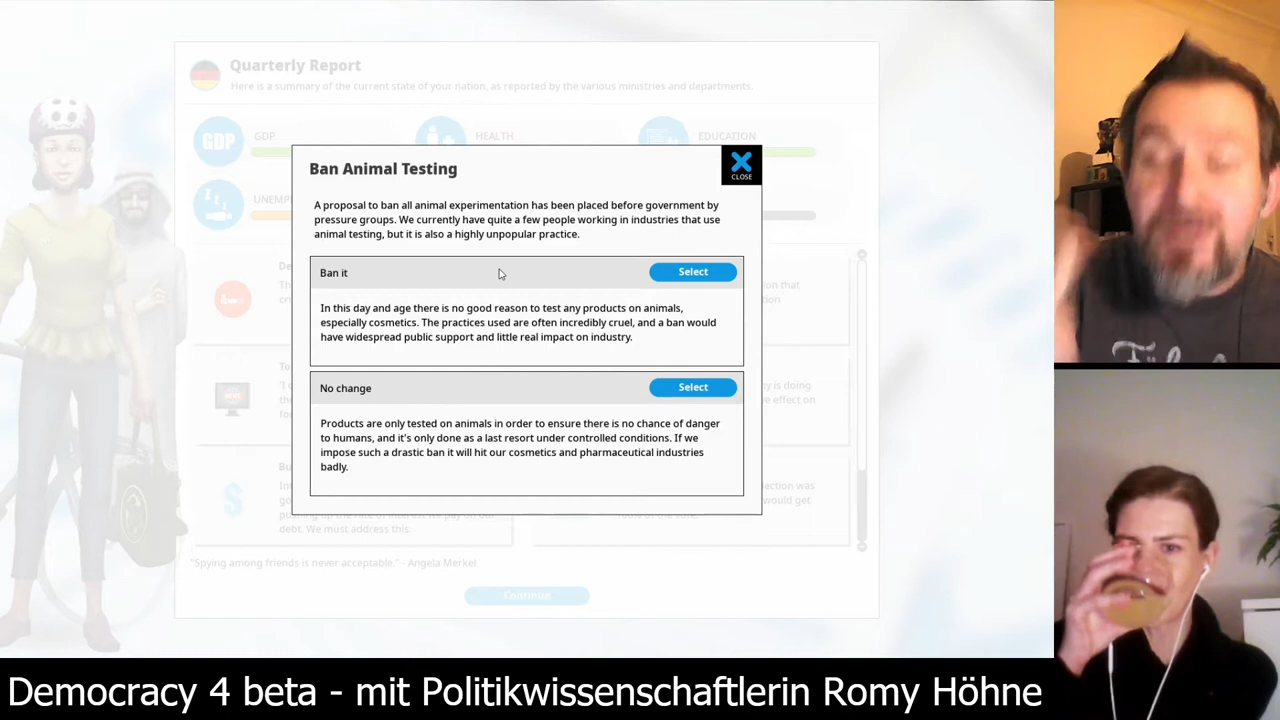 Quarterly Report
Here is a summary of the current state of your nation, as reported by the various ministries and departments.
GDP GDP HEALTH EDUCATION
UNEMP
Ban Animal Testing
CLOSE
A proposal to ban all animal experimentation has been placed before government by
pressure groups. We currently have quite a few people working in industries that use
animal testing, but it is also a highly unpopular practice.
Ban it Select
In this day and age there is no good reason to test any products on animals,
especially cosmetics. The practices used are often incredibly cruel, and a ban would
have widespread public support and little real impact on industry.
No change Select
Products are only tested on animals in order to ensure there is no chance of danger
to humans, and it's only done as a last resort under controlled conditions. If we
impose such a drastic ban it will hit our cosmetics and pharmaceutical industries
badly.
debt. We must address this.
"Spying among friends is never acceptable." - Angela Merkel
Continue
Democracy 4 beta - mit Politikwissenschaftlerin Romy Höhne